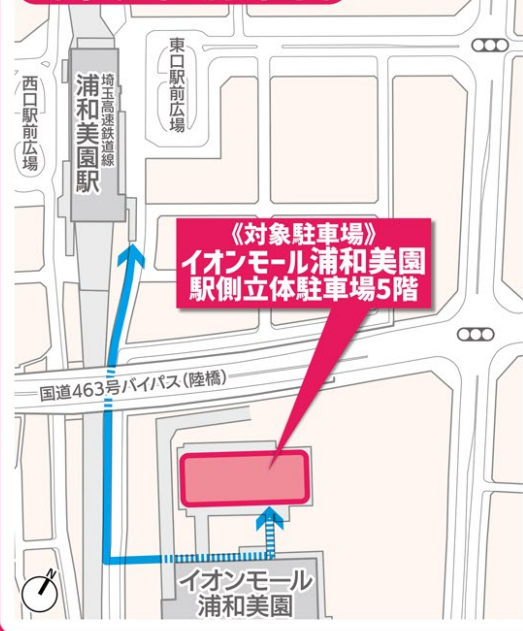 西口駅前広場
埼玉高速鉄道線
浦和美園駅
東口駅前広場
《対象駐車場》
イオンモール浦和美園
駅側立体駐車場5階
国道463号バイパス(陸橋)
イオンモール
浦和美園
N